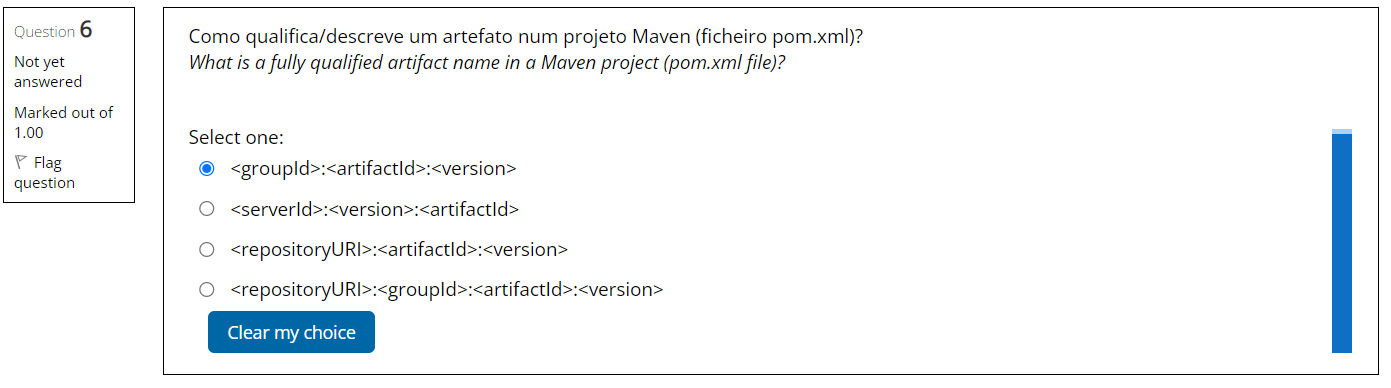 Question 6
Not yet
answered
Marked out of
1.00
Flag
question
Como qualifica/descreve um artefato num projeto Maven (ficheiro pom.xml)?
What is a fully qualified artifact name in a Maven project (pom.xml file)?
Select one:
<groupId>:<artifactId>:<version>
<serverId>:<version>:<artifactId>
<repositoryURI>:<artifactId>:<version>
<repositoryURI>:<groupId>:<artifactId>:<version>
Clear my choice